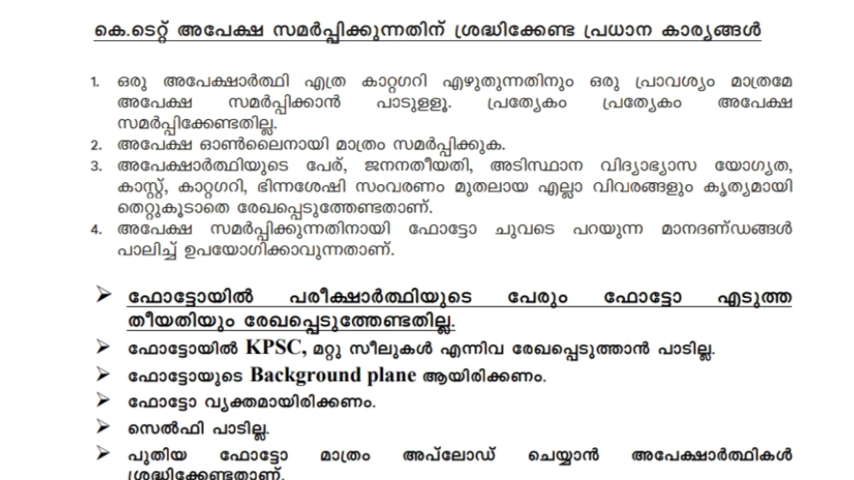 കെ.ടെറ്റ് അപേക്ഷ സമർപ്പിക്കുന്നതിന് ശ്രദ്ധിക്കേണ്ട പ്രധാന കാര്യങ്ങൾ
1. ഒരു അപേക്ഷാർത്ഥി എത്ര കാറ്റഗറി എഴുതുന്നതിനും ഒരു പ്രാവശ്യം മാത്രമേ
അപേക്ഷ സമർപ്പിക്കാൻ പാടുളളൂ. പ്രത്യേകം പ്രത്യേകം അപേക്ഷ
സമർപ്പിക്കേണ്ടതില്ല.
2. അപേക്ഷ ഓൺലൈനായി മാത്രം സമർപ്പിക്കുക.
3. അപേക്ഷാർത്ഥിയുടെ പേര്, ജനനതീയതി, അടിസ്ഥാന വിദ്യാഭ്യാസ യോഗ്യത,
കാസ്റ്റ്, കാറ്റഗറി, ഭിന്നശേഷി സംവരണം മുതലായ എല്ലാ വിവരങ്ങളും കൃത്യമായി
തെറ്റുകൂടാതെ രേഖപ്പെടുത്തേണ്ടതാണ്.
4. അപേക്ഷ സമർപ്പിക്കുന്നതിനായി ഫോട്ടോ ചുവടെ പറയുന്ന മാനദണ്ഡങ്ങൾ
പാലിച്ച് ഉപയോഗിക്കാവുന്നതാണ്.
➢ ഫോട്ടോയിൽ പരീക്ഷാർത്ഥിയുടെ പേരും ഫോട്ടോ എടുത്ത
തീയതിയും രേഖപ്പെടുത്തേണ്ടതില്ല.
➢ ഫോട്ടോയിൽ KPSC, മറ്റു സീലുകൾ എന്നിവ രേഖപ്പെടുത്താൻ പാടില്ല.
➢ ഫോട്ടോയുടെ Background plane ആയിരിക്കണം.
➢ ഫോട്ടോ വ്യക്തമായിരിക്കണം.
➢ സെൽഫി പാടില്ല.
➢ പുതിയ ഫോട്ടോ മാത്രം അപ്‌ലോഡ് ചെയ്യാൻ അപേക്ഷാർത്ഥികൾ
ശ്രദ്ധിക്കേണ്ടതാണ്.